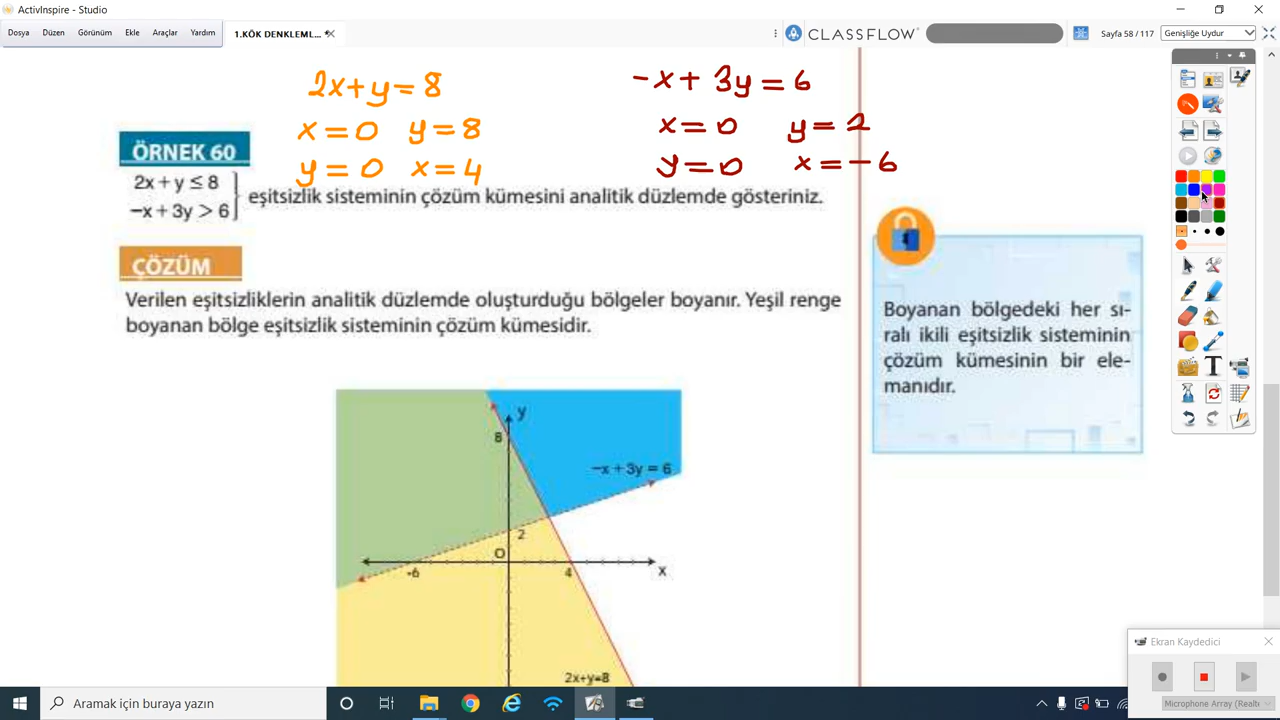 ActivInspire - Studio
Dosya Düzen Görünüm Ekle Araçlar Yardım
1.KÖK DENKLEML...
CLASSFLOW
Sayfa 58 / 117
Genişliğe Uydur
2x+y=8
x=0 y=8
y=0 x=4
-x+3y=6
x=0 y=2
y=0 x=-6
ÖRNEK 60
2x + y ≤ 8
–x + 3y > 6
eşitsizlik sisteminin çözüm kümesini analitik düzlemde gösteriniz.
ÇÖZÜM
Verilen eşitsizliklerin analitik düzlemde oluşturduğu bölgeler boyanır. Yeşil renge
boyanan bölge eşitsizlik sisteminin çözüm kümesidir.
Boyanan bölgedeki her sı-
ralı ikili eşitsizlik sisteminin
çözüm kümesinin bir ele-
manıdır.
y
8
–x + 3y = 6
2
O
-6
4
x
2x+y=8
Ekran Kaydedici
Microphone Array (Realt
Aramak için buraya yazın